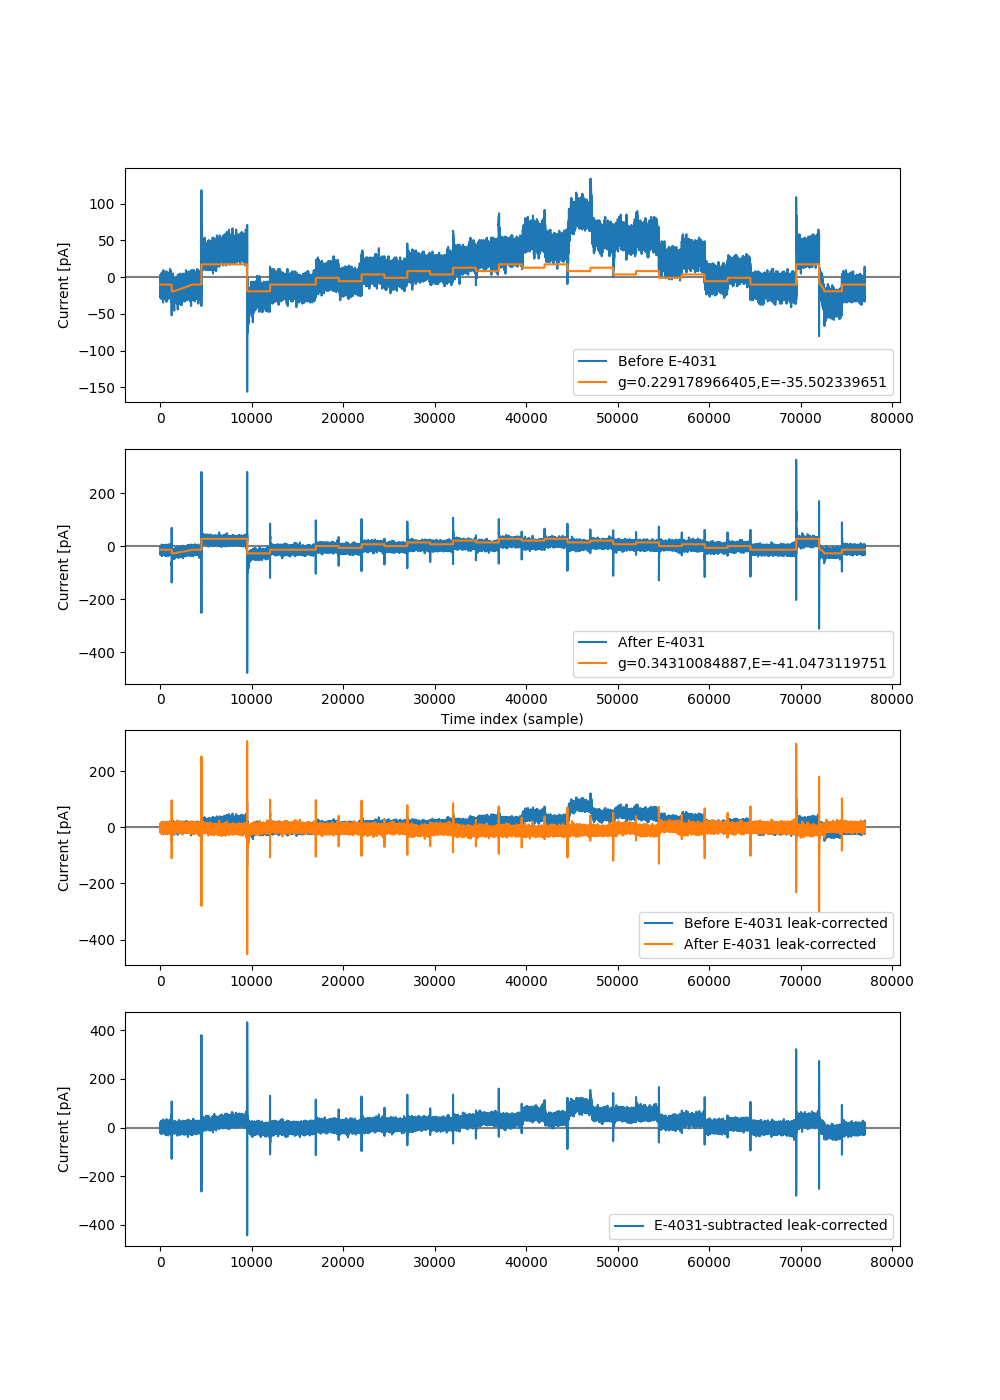 100
50
0
−50
−100
−150
Current [pA]
Before E-4031
g=0.229178966405,E=-35.502339651
0 10000 20000 30000 40000 50000 60000 70000 80000
200
0
−200
−400
Current [pA]
After E-4031
g=0.34310084887,E=-41.0473119751
0 10000 20000 30000 40000 50000 60000 70000 80000
Time index (sample)
200
0
−200
−400
Current [pA]
Before E-4031 leak-corrected
After E-4031 leak-corrected
0 10000 20000 30000 40000 50000 60000 70000 80000
400
200
0
−200
−400
Current [pA]
E-4031-subtracted leak-corrected
0 10000 20000 30000 40000 50000 60000 70000 80000